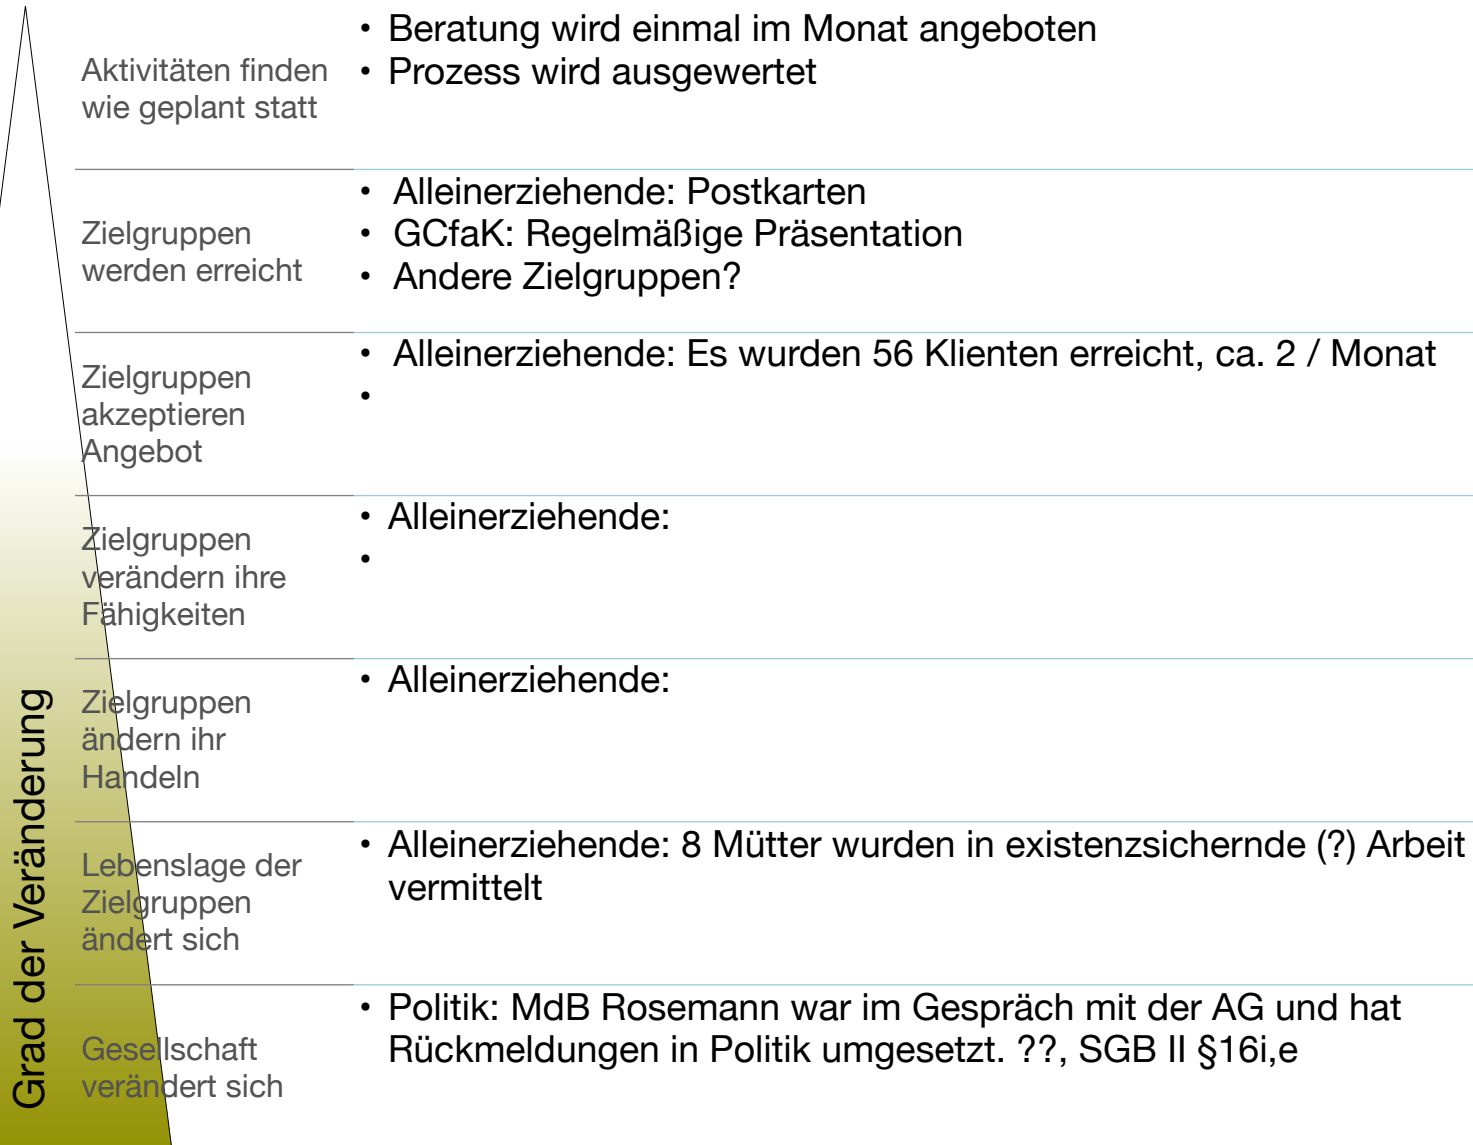 Aktivitäten finden
wie geplant statt
• Beratung wird einmal im Monat angeboten
• Prozess wird ausgewertet
Zielgruppen
werden erreicht
• Alleinerziehende: Postkarten
• GCfaK: Regelmäßige Präsentation
• Andere Zielgruppen?
Zielgruppen
akzeptieren
Angebot
• Alleinerziehende: Es wurden 56 Klienten erreicht, ca. 2 / Monat
•
Zielgruppen
verändern ihre
Fähigkeiten
• Alleinerziehende:
•
Zielgruppen
ändern ihr
Handeln
• Alleinerziehende:
Lebenslage der
Zielgruppen
ändert sich
• Alleinerziehende: 8 Mütter wurden in existenzsichernde (?) Arbeit
vermittelt
Gesellschaft
verändert sich
• Politik: MdB Rosemann war im Gespräch mit der AG und hat
Rückmeldungen in Politik umgesetzt. ??, SGB II §16i,e
Grad der Veränderung